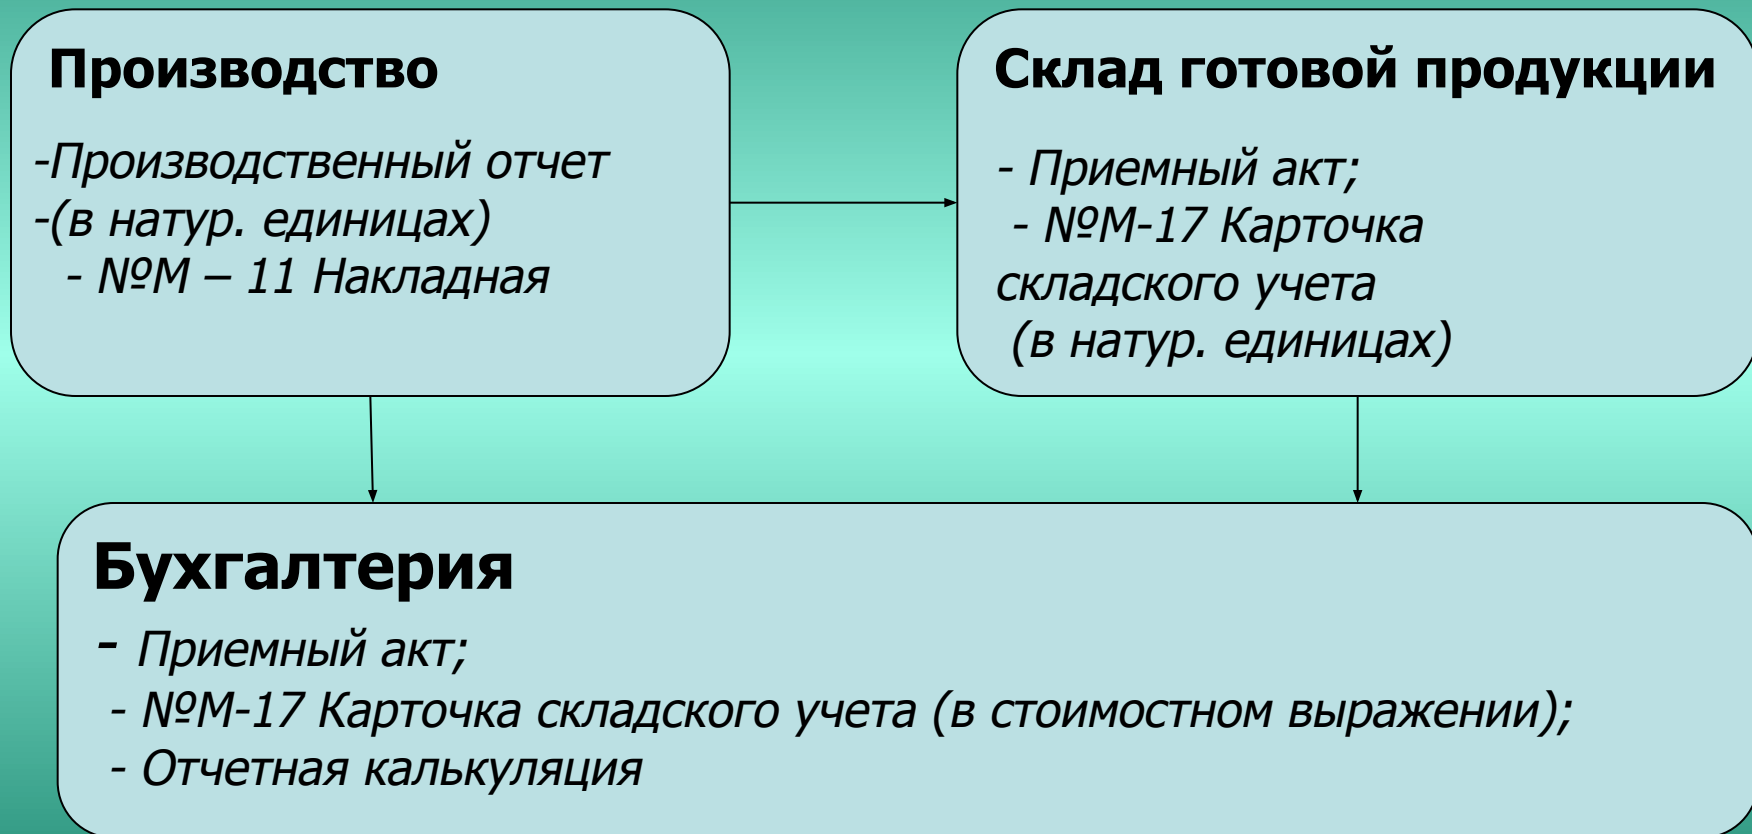 Производство
-Производственный отчет
-(в натур. единицах)
- №М – 11 Накладная
Склад готовой продукции
- Приемный акт;
- №М-17 Карточка
складского учета
(в натур. единицах)
Бухгалтерия
- Приемный акт;
- №М-17 Карточка складского учета (в стоимостном выражении);
- Отчетная калькуляция